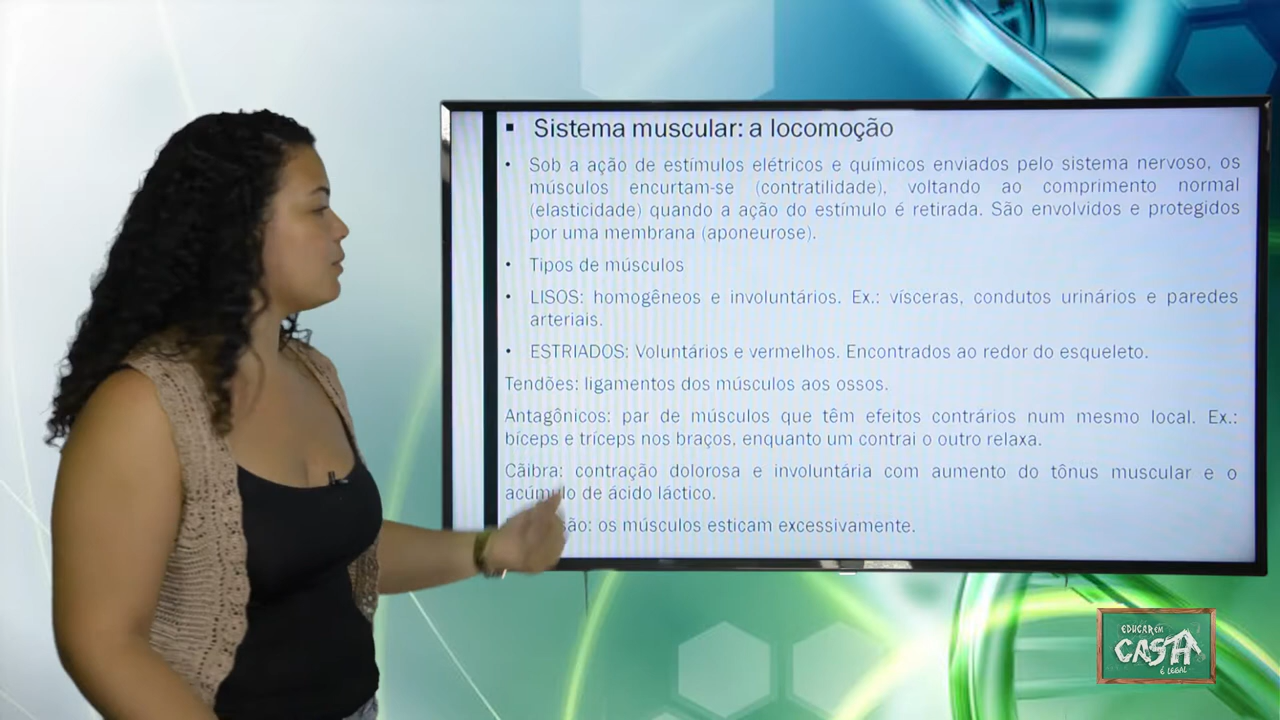 Sistema muscular: a locomoção
Sob a ação de estímulos elétricos e químicos enviados pelo sistema nervoso, os
músculos encurtam-se (contratilidade), voltando ao comprimento normal
(elasticidade) quando a ação do estímulo é retirada. São envolvidos e protegidos
por uma membrana (aponeurose).
Tipos de músculos
LISOS: homogêneos e involuntários. Ex.: vísceras, condutos urinários e paredes
arteriais.
ESTRIADOS: Voluntários e vermelhos. Encontrados ao redor do esqueleto.
Tendões: ligamentos dos músculos aos ossos.
Antagônicos: par de músculos que têm efeitos contrários num mesmo local. Ex.:
bíceps e tríceps nos braços, enquanto um contrai o outro relaxa.
Cãibra: contração dolorosa e involuntária com aumento do tônus muscular e o
acúmulo de ácido láctico.
os músculos esticam excessivamente.
EDUCAR EM
CASA
É LEGAL